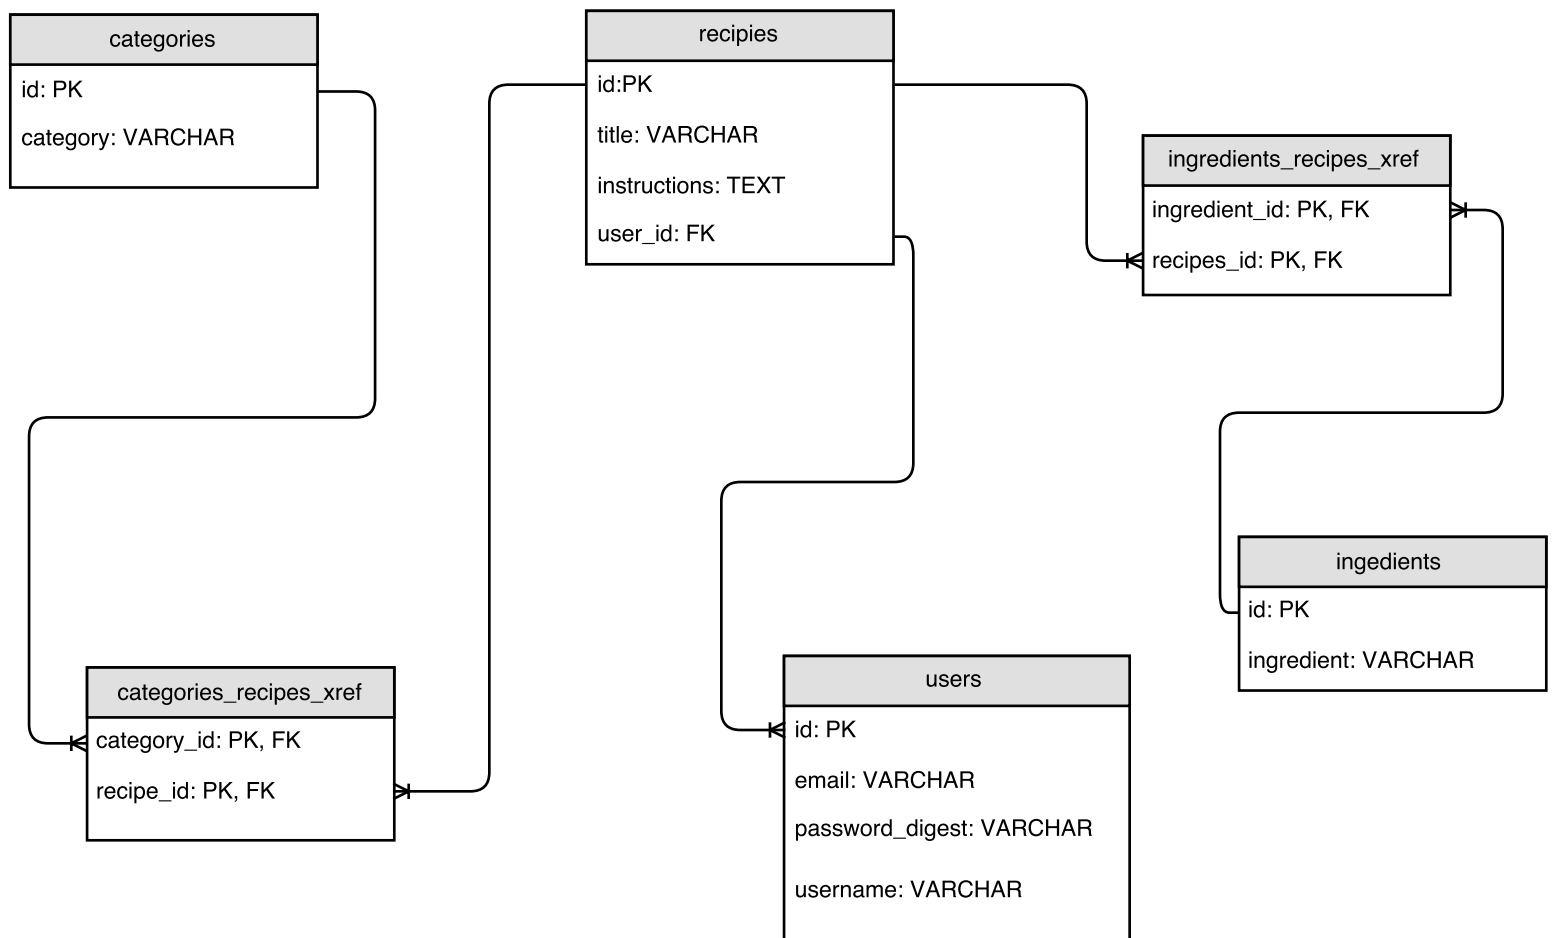 categories
id: PK
category: VARCHAR
recipies
id:PK
title: VARCHAR
instructions: TEXT
user_id: FK
ingredients_recipes_xref
ingredient_id: PK, FK
recipes_id: PK, FK
ingedients
id: PK
ingredient: VARCHAR
categories_recipes_xref
category_id: PK, FK
recipe_id: PK, FK
users
id: PK
email: VARCHAR
password_digest: VARCHAR
username: VARCHAR